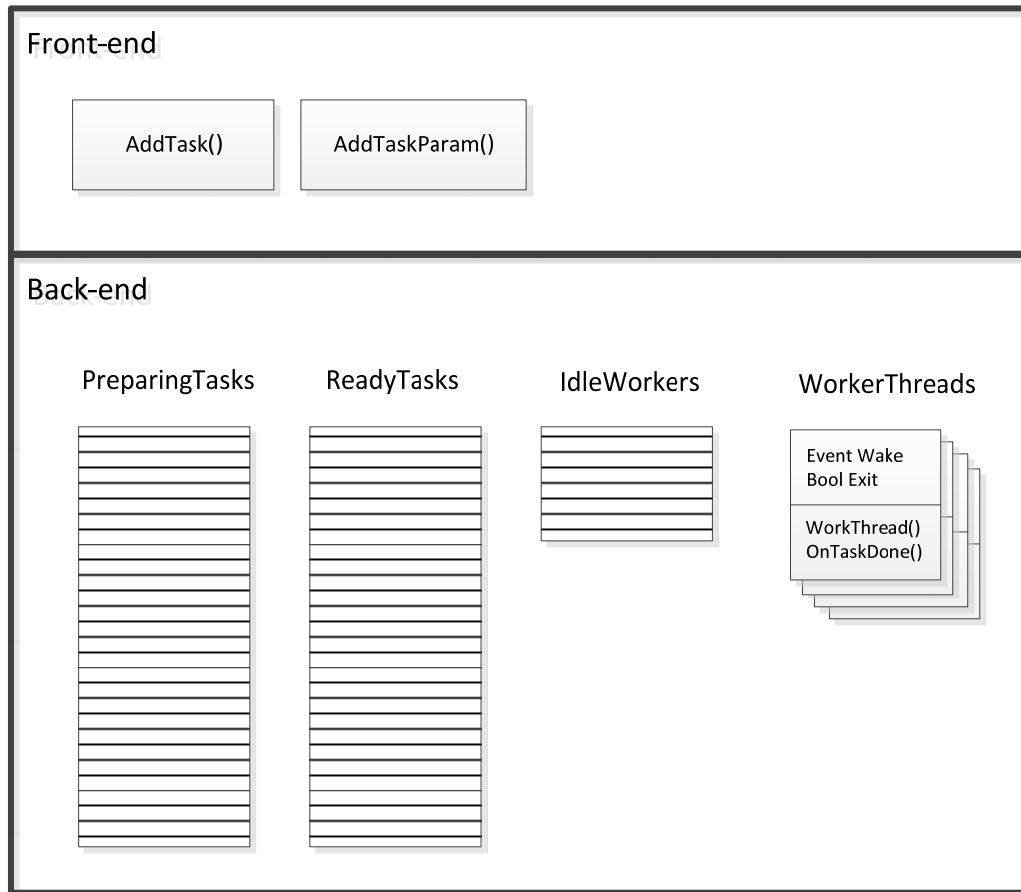 Front-end
AddTask()
AddTaskParam()
Back-end
PreparingTasks
ReadyTasks
IdleWorkers
WorkerThreads
Event Wake
Bool Exit
WorkThread()
OnTaskDone()